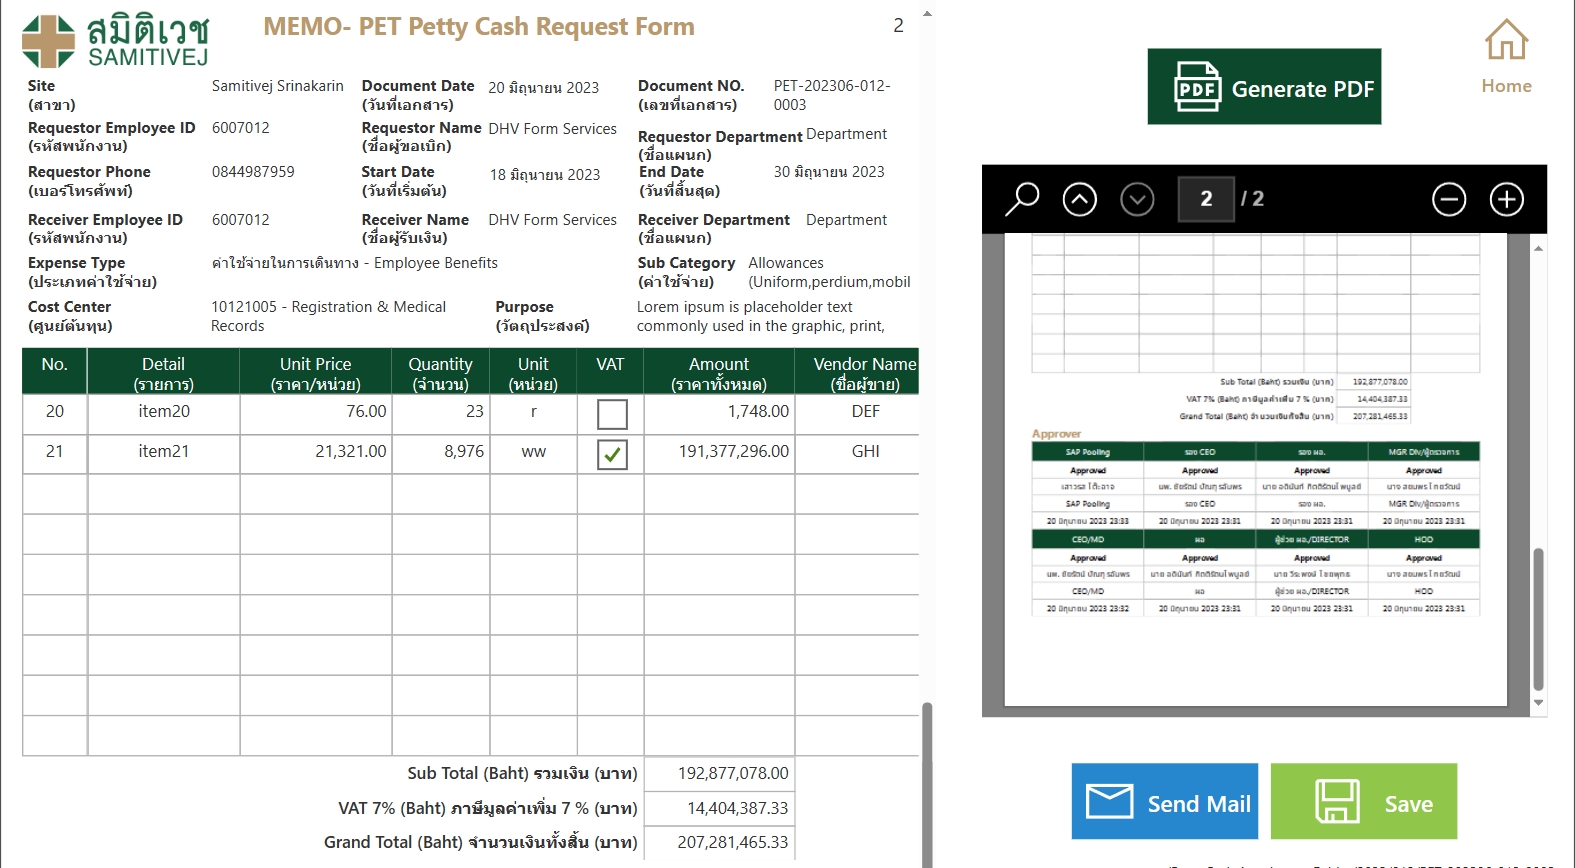 สมิติเวช
SAMITIVEJ
MEMO- PET Petty Cash Request Form
2
Site
(สาขา)
Samitivej Srinakarin
Document Date
(วันที่เอกสาร)
20 มิถุนายน 2023
Document NO.
(เลขที่เอกสาร)
PET-202306-012-
0003
Requestor Employee ID
(รหัสพนักงาน)
6007012
Requestor Name
(ชื่อผู้ขอเบิก)
DHV Form Services
Requestor Department
(ชื่อแผนก)
Department
Requestor Phone
(เบอร์โทรศัพท์)
0844987959
Start Date
(วันที่เริ่มต้น)
18 มิถุนายน 2023
End Date
(วันที่สิ้นสุด)
30 มิถุนายน 2023
Receiver Employee ID
(รหัสพนักงาน)
6007012
Receiver Name
(ชื่อผู้รับเงิน)
DHV Form Services
Receiver Department
(ชื่อแผนก)
Department
Expense Type
(ประเภทค่าใช้จ่าย)
ค่าใช้จ่ายในการเดินทาง - Employee Benefits
Sub Category
(ค่าใช้จ่าย)
Allowances
(Uniform,perdium,mobil
Cost Center
(ศูนย์ต้นทุน)
10121005 - Registration & Medical
Records
Purpose
(วัตถุประสงค์)
Lorem ipsum is placeholder text
commonly used in the graphic, print,
No. Detail Unit Price Quantity Unit VAT Amount Vendor Name
(รายการ) (ราคา/หน่วย) (จำนวน) (หน่วย) (ราคาทั้งหมด) (ชื่อผู้ขาย)
20 item20 76.00 23 r 1,748.00 DEF
21 item21 21,321.00 8,976 ww 191,377,296.00 GHI
Sub Total (Baht) รวมเงิน (บาท) 192,877,078.00
VAT 7% (Baht) ภาษีมูลค่าเพิ่ม 7 % (บาท) 14,404,387.33
Grand Total (Baht) จำนวนเงินทั้งสิ้น (บาท) 207,281,465.33
PDF
Generate PDF
Home
2 / 2
Sub Total (Baht) รวมเงิน (บาท) 192,877,078.00
VAT 7% (Baht) ภาษีมูลค่าเพิ่ม 7 % (บาท) 14,404,387.33
Grand Total (Baht) จำนวนเงินทั้งสิ้น (บาท) 207,281,465.33
Approver
SAP Pooling รอง CEO รอง ผอ. MGR Div/ผู้ตรวจการ
Approved Approved Approved Approved
SAP Pooling รอง CEO รอง ผอ. MGR Div/ผู้ตรวจการ
20 มิถุนายน 2023 23:33 20 มิถุนายน 2023 23:31 20 มิถุนายน 2023 23:31 20 มิถุนายน 2023 23:31
CEO/MD ผอ ผู้ช่วย ผอ./DIRECTOR HOD
Approved Approved Approved Approved
CEO/MD ผอ ผู้ช่วย ผอ./DIRECTOR HOD
20 มิถุนายน 2023 23:32 20 มิถุนายน 2023 23:31 20 มิถุนายน 2023 23:31 20 มิถุนายน 2023 23:31
Send Mail
Save